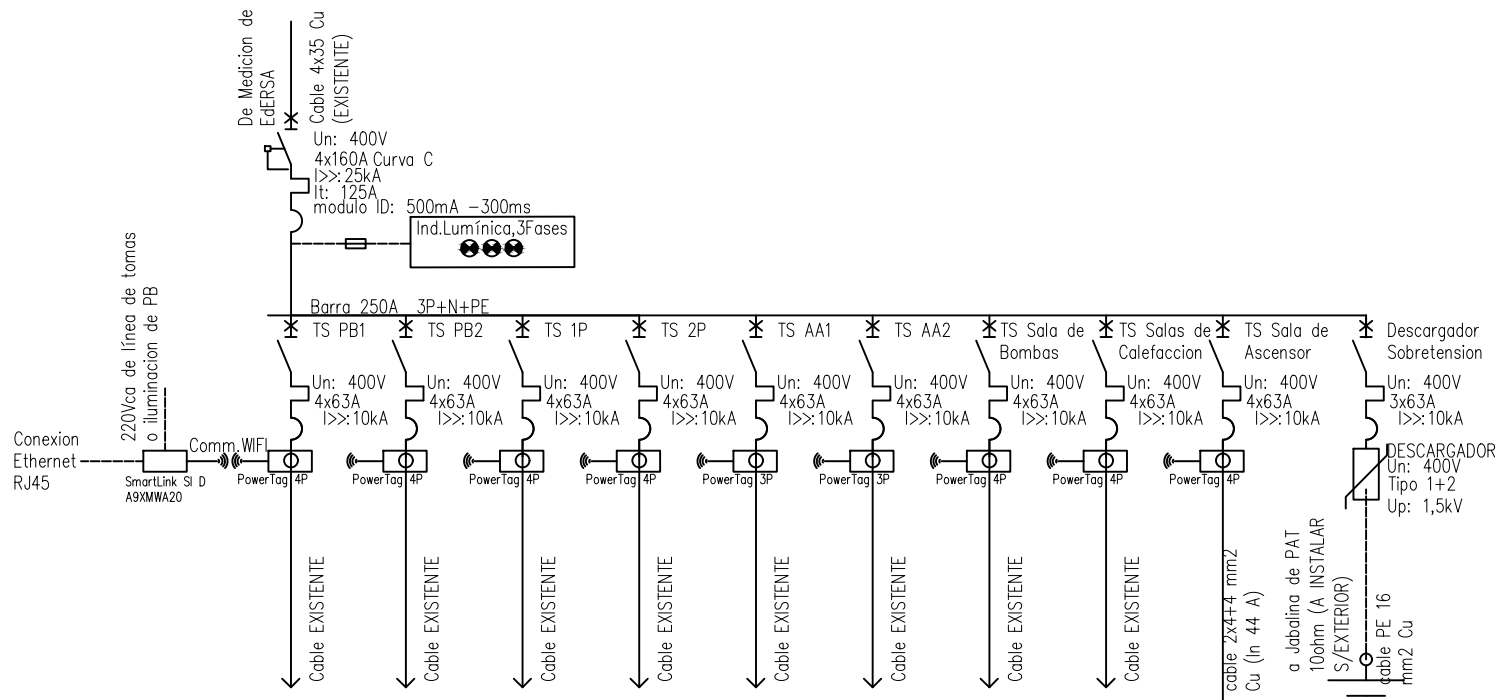 De Medicion de
EdERSA
Cable 4x35 Cu
(EXISTENTE)
Un: 400V
4x160A Curva C
I>>:25kA
It: 125A
modulo ID: 500mA -300ms
Ind.Lumínica,3Fases
Barra 250A 3P+N+PE
220Vca de línea de tomas
o iluminacion de PB
Conexion
Ethernet
RJ45
SmartLink SI D
A9XMWA20
Comm.WIFI
TS PB1
Un: 400V
4x63A
I>>:10kA
PowerTag 4P
Cable EXISTENTE
TS PB2
Un: 400V
4x63A
I>>:10kA
PowerTag 4P
Cable EXISTENTE
TS 1P
Un: 400V
4x63A
I>>:10kA
PowerTag 4P
Cable EXISTENTE
TS 2P
Un: 400V
4x63A
I>>:10kA
PowerTag 4P
Cable EXISTENTE
TS AA1
Un: 400V
4x63A
I>>:10kA
PowerTag 3P
Cable EXISTENTE
TS AA2
Un: 400V
4x63A
I>>:10kA
PowerTag 3P
Cable EXISTENTE
TS Sala de
Bombas
Un: 400V
4x63A
I>>:10kA
PowerTag 4P
Cable EXISTENTE
TS Salas de
Calefaccion
Un: 400V
4x63A
I>>:10kA
PowerTag 4P
Cable EXISTENTE
TS Sala de
Ascensor
Un: 400V
4x63A
I>>:10kA
PowerTag 4P
cable 2x4+4 mm2
Cu (In 44 A)
Descargador
Sobretension
Un: 400V
3x63A
I>>:10kA
DESCARGADOR
Un: 400V
Tipo 1+2
Up: 1,5kV
a Jabalina de PAT
10ohm (A INSTALAR
S/EXTERIOR)
cable PE 16
mm2 Cu